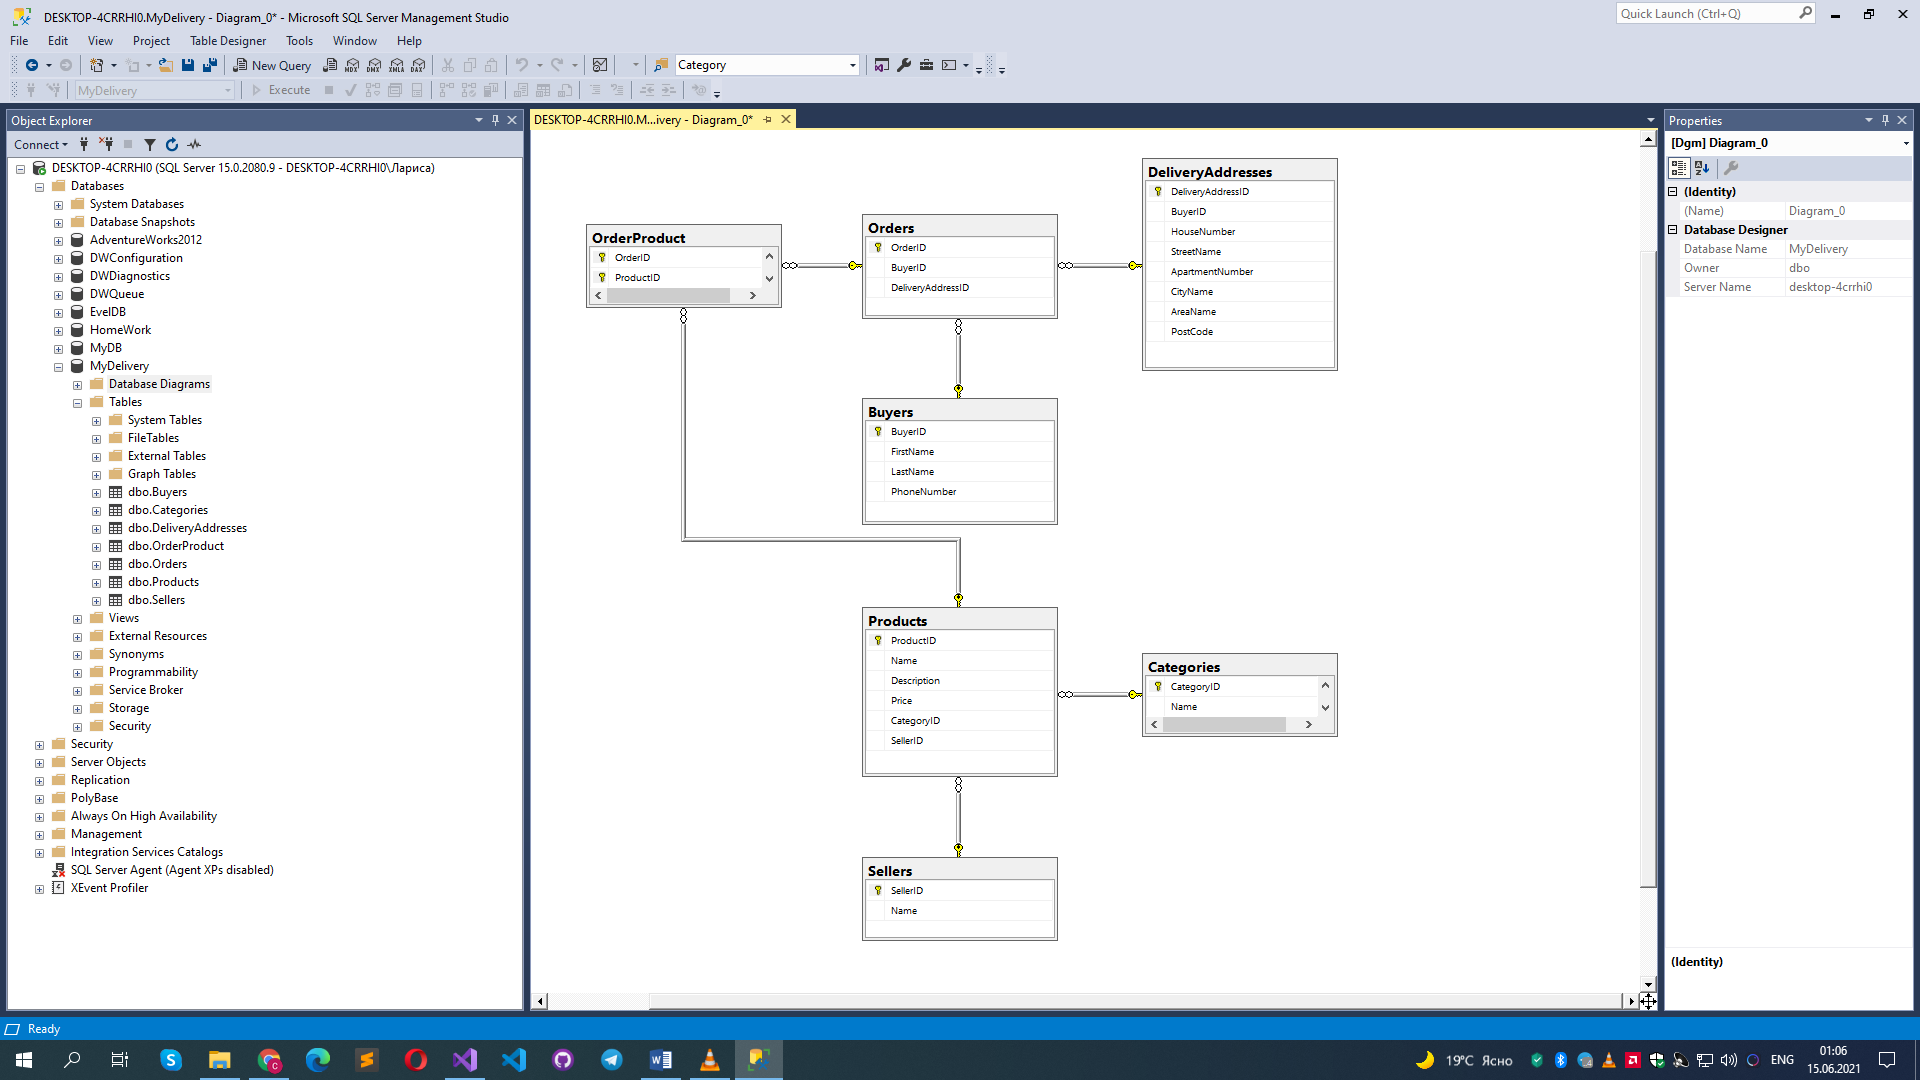 DESKTOP-4CRRHI0.MyDelivery - Diagram_0* - Microsoft SQL Server Management Studio
Quick Launch (Ctrl+Q)
File Edit View Project Table Designer Tools Window Help
New Query
MDX DMX XMLA DAX
Category
MyDelivery
Execute
Object Explorer
Connect
DESKTOP-4CRRHI0 (SQL Server 15.0.2080.9 - DESKTOP-4CRRHI0\Лариса)
Databases
System Databases
Database Snapshots
AdventureWorks2012
DWConfiguration
DWDiagnostics
DWQueue
EvelDB
HomeWork
MyDB
MyDelivery
Database Diagrams
Tables
System Tables
FileTables
External Tables
Graph Tables
dbo.Buyers
dbo.Categories
dbo.DeliveryAddresses
dbo.OrderProduct
dbo.Orders
dbo.Products
dbo.Sellers
Views
External Resources
Synonyms
Programmability
Service Broker
Storage
Security
Security
Server Objects
Replication
PolyBase
Always On High Availability
Management
Integration Services Catalogs
SQL Server Agent (Agent XPs disabled)
XEvent Profiler
DESKTOP-4CRRHI0.M...ivery - Diagram_0*
OrderProduct
OrderID
ProductID
Orders
OrderID
BuyerID
DeliveryAddressID
DeliveryAddresses
DeliveryAddressID
BuyerID
HouseNumber
StreetName
ApartmentNumber
CityName
AreaName
PostCode
Buyers
BuyerID
FirstName
LastName
PhoneNumber
Products
ProductID
Name
Description
Price
CategoryID
SellerID
Categories
CategoryID
Name
Sellers
SellerID
Name
Properties
[Dgm] Diagram_0
(Identity)
(Name) Diagram_0
Database Designer
Database Name MyDelivery
Owner dbo
Server Name desktop-4crrhi0
(Identity)
Ready
19°C Ясно
ENG
01:06
15.06.2021